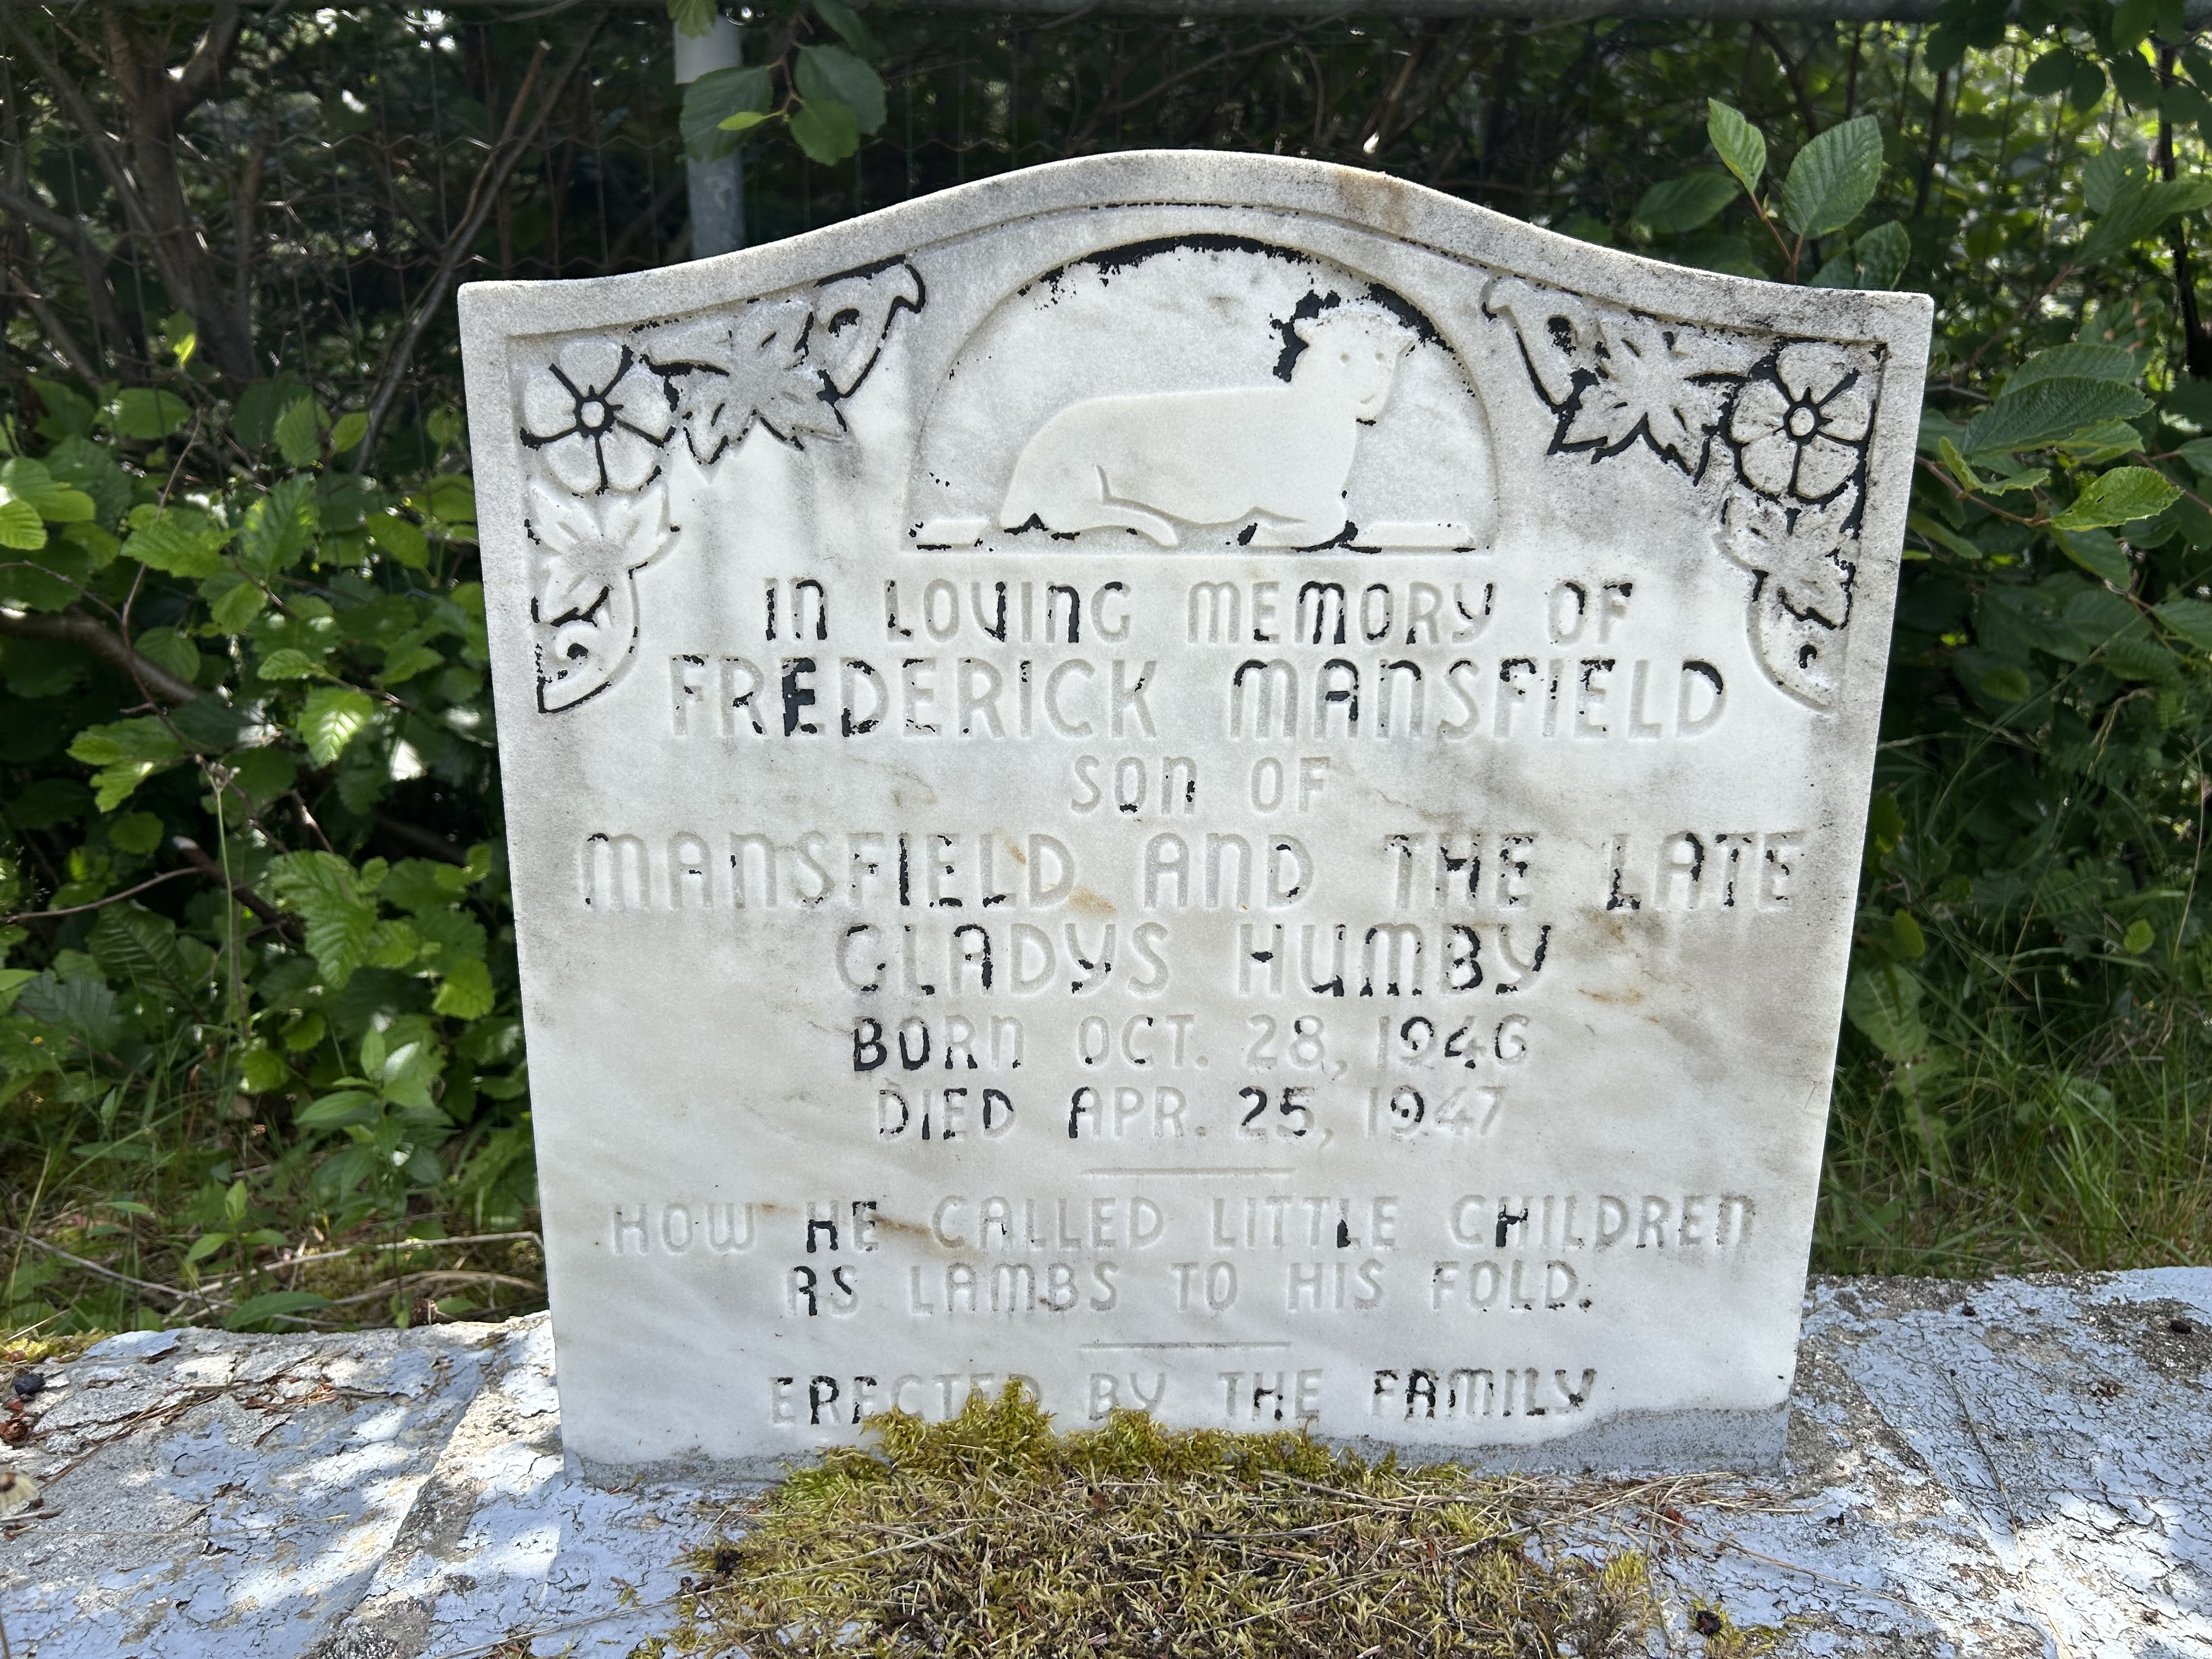 IN LOVING MEMORY OF
FREDERICK MANSFIELD
SON OF
MANSFIELD AND THE LATE
GLADYS HUMBY
BORN OCT. 28, 1946
DIED APR. 25, 1947
HOW HE CALLED LITTLE CHILDREN
AS LAMBS TO HIS FOLD.
ERECTED BY THE FAMILY